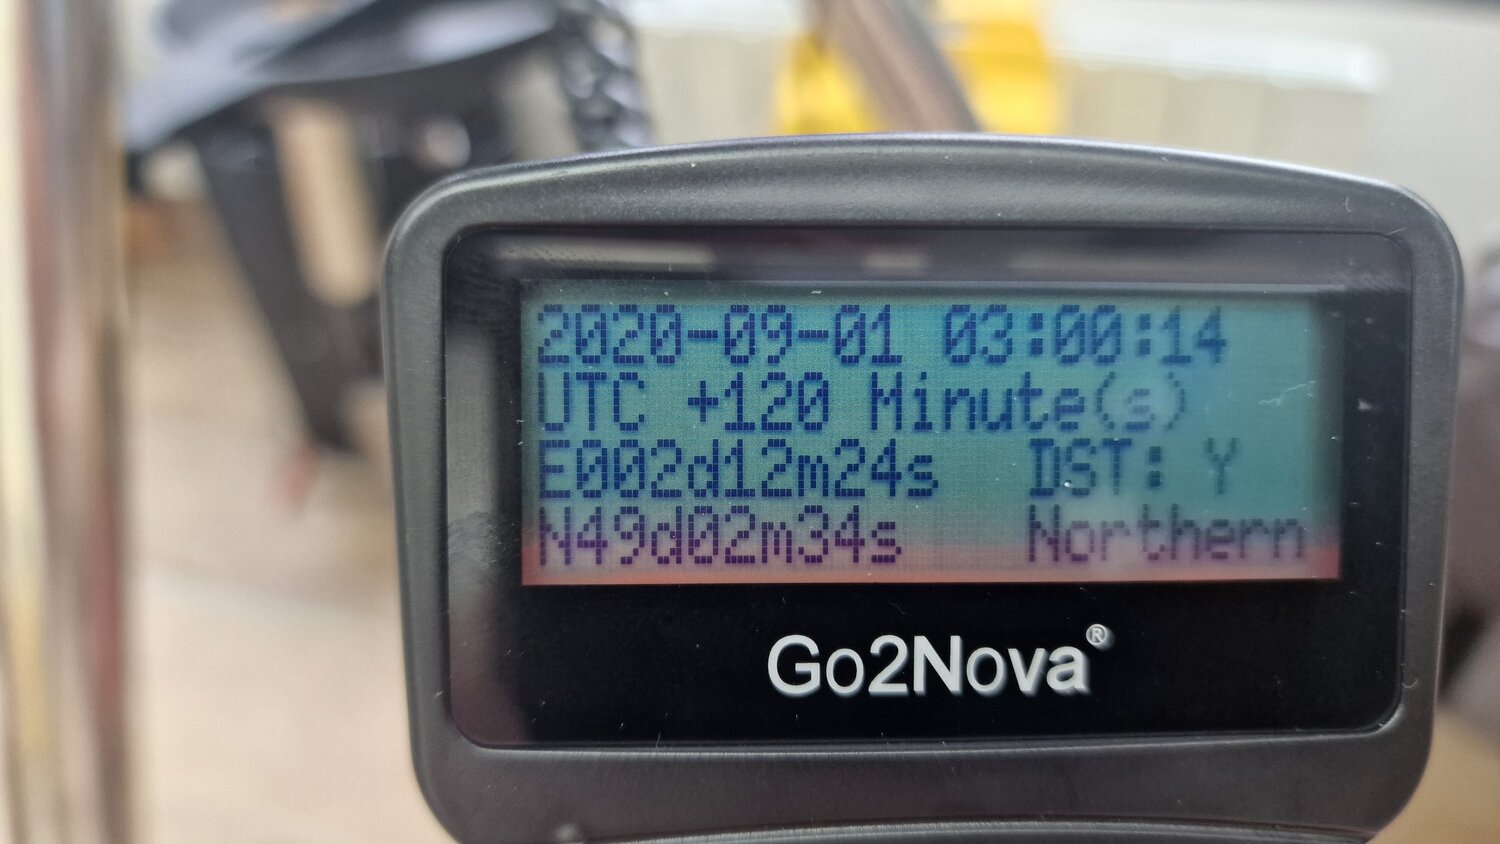 2020-09-01 03:00:14
UTC +120 Minute(s)
E002d12m24s DST: Y
N49d02m34s Northern
Go2Nova®